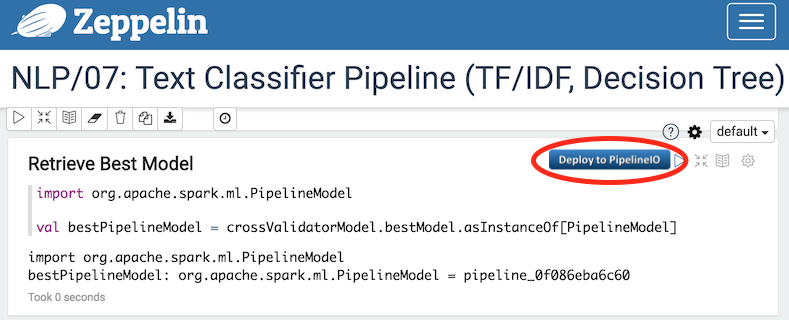 Zeppelin
NLP/07: Text Classifier Pipeline (TF/IDF, Decision Tree)
? default
Retrieve Best Model
Deploy to PipelineIO
import org.apache.spark.ml.PipelineModel
val bestPipelineModel = crossValidatorModel.bestModel.asInstanceOf[PipelineModel]
import org.apache.spark.ml.PipelineModel
bestPipelineModel: org.apache.spark.ml.PipelineModel = pipeline_0f086eba6c60
Took 0 seconds